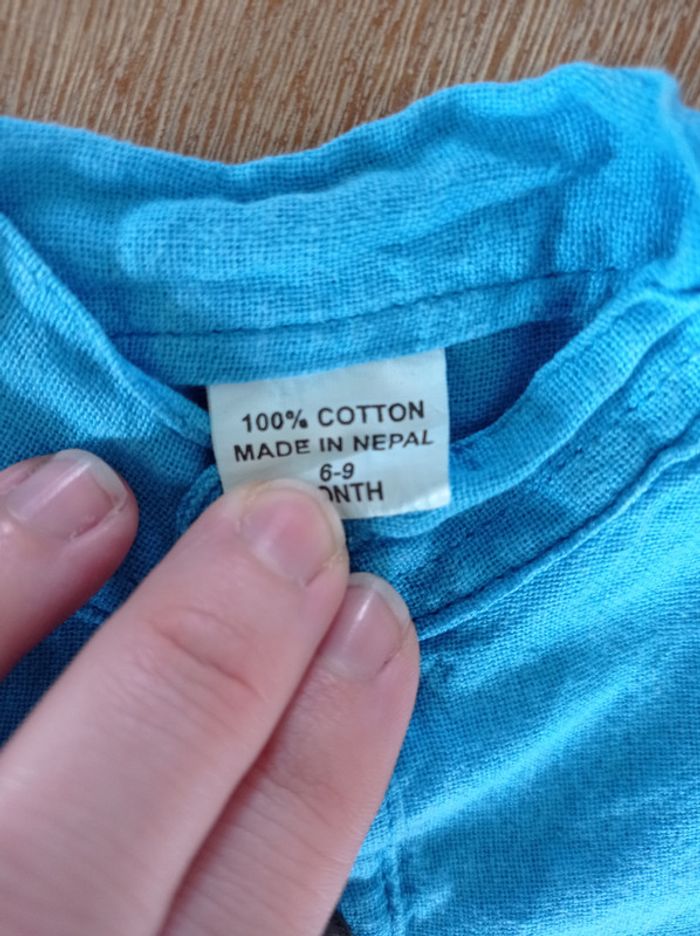 100% COTTON
MADE IN NEPAL
6-9
ONTH